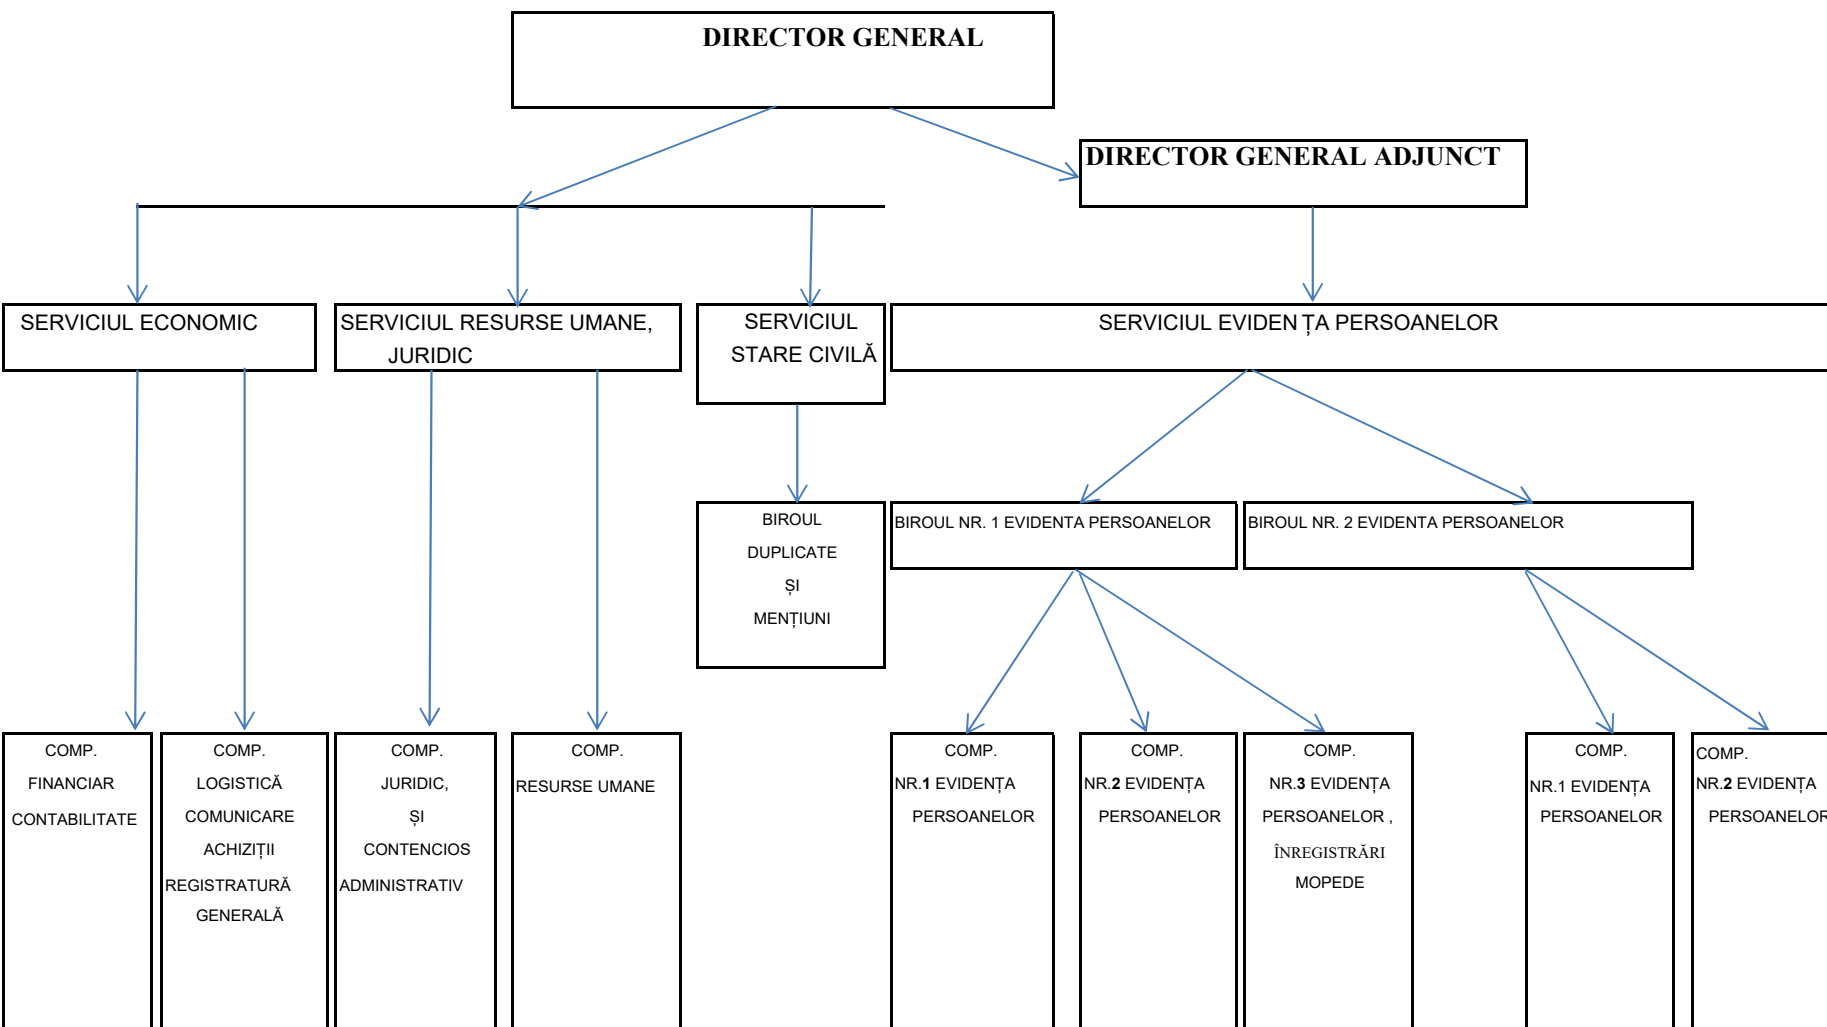 DIRECTOR GENERAL
DIRECTOR GENERAL ADJUNCT
SERVICIUL ECONOMIC
SERVICIUL RESURSE UMANE,
JURIDIC
SERVICIUL
STARE CIVILĂ
SERVICIUL EVIDEN ȚA PERSOANELOR
BIROUL
DUPLICATE
ȘI
MENȚIUNI
BIROUL NR. 1 EVIDENTA PERSOANELOR
BIROUL NR. 2 EVIDENTA PERSOANELOR
COMP.
FINANCIAR
CONTABILITATE
COMP.
LOGISTICĂ
COMUNICARE
ACHIZIȚII
REGISTRATURĂ
GENERALĂ
COMP.
JURIDIC,
ȘI
CONTENCIOS
ADMINISTRATIV
COMP.
RESURSE UMANE
COMP.
NR.1 EVIDENȚA
PERSOANELOR
COMP.
NR.2 EVIDENȚA
PERSOANELOR
COMP.
NR.3 EVIDENȚA
PERSOANELOR ,
ÎNREGISTRĂRI
MOPEDE
COMP.
NR.1 EVIDENȚA
PERSOANELOR
COMP.
NR.2 EVIDENȚA
PERSOANELOR